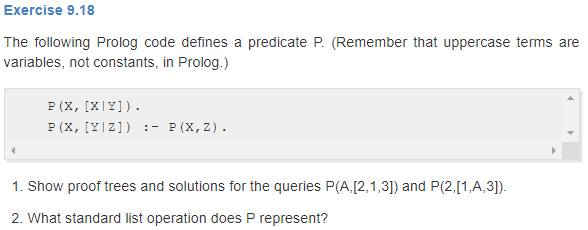 Exercise 9.18
The following Prolog code defines a predicate P. (Remember that uppercase terms are
variables, not constants, in Prolog.)
P(X,[X|Y]).
P(X,[Y|Z]) :- P(X,Z).
1. Show proof trees and solutions for the queries P(A,[2,1,3]) and P(2,[1,A,3]).
2. What standard list operation does P represent?